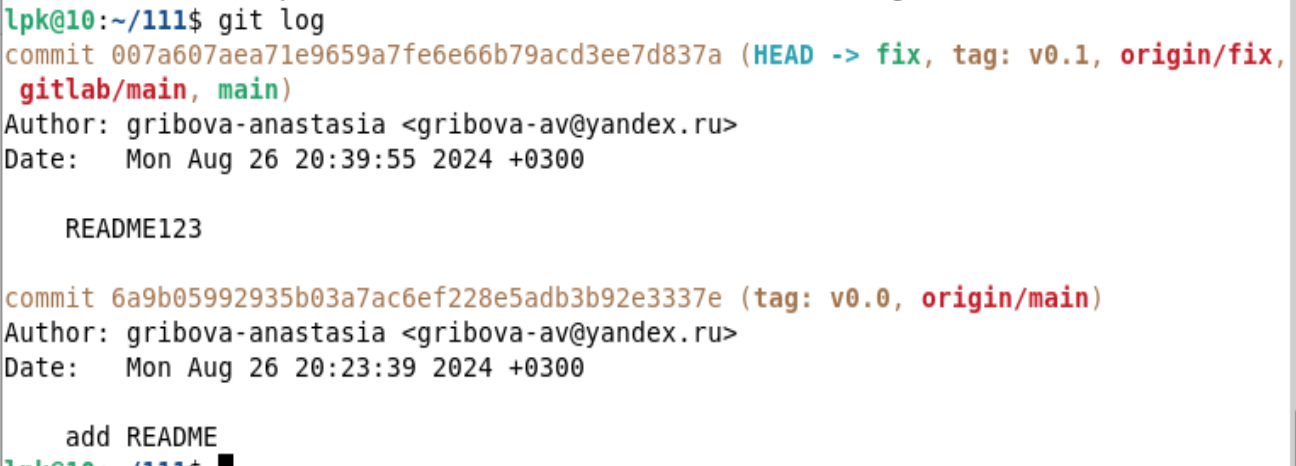 lpk@10:~/111$ git log
commit 007a607aea71e9659a7fe6e66b79acd3ee7d837a (HEAD -> fix, tag: v0.1, origin/fix,
 gitlab/main, main)
Author: gribova-anastasia <gribova-av@yandex.ru>
Date:   Mon Aug 26 20:39:55 2024 +0300
    README123
commit 6a9b05992935b03a7ac6ef228e5adb3b92e3337e (tag: v0.0, origin/main)
Author: gribova-anastasia <gribova-av@yandex.ru>
Date:   Mon Aug 26 20:23:39 2024 +0300
    add README
lpk@10:~/111$